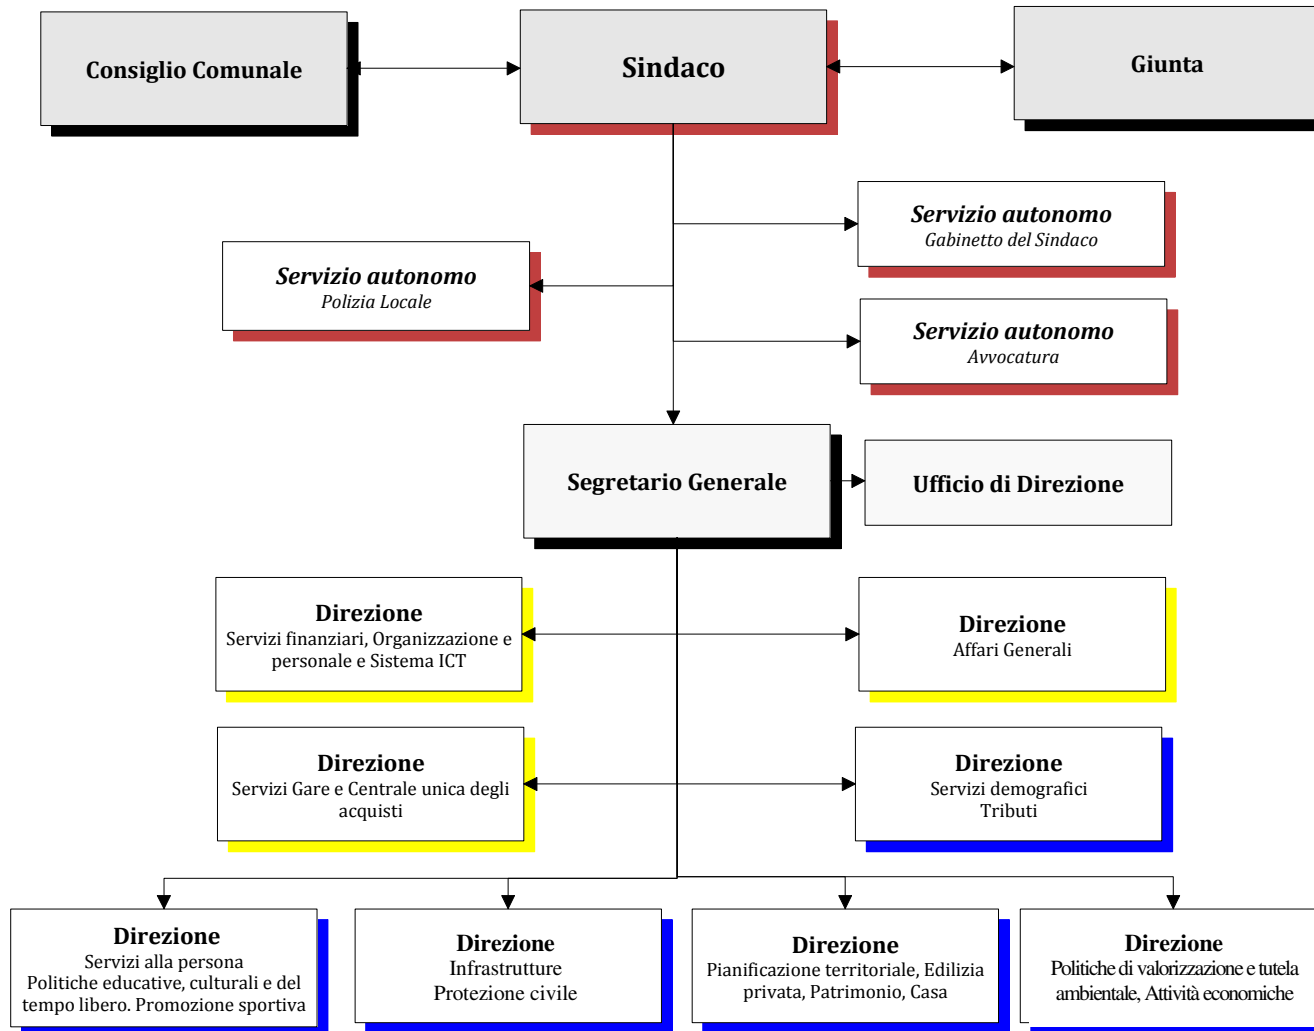 Consiglio Comunale
Sindaco
Giunta
Servizio autonomo
Gabinetto del Sindaco
Servizio autonomo
Polizia Locale
Servizio autonomo
Avvocatura
Segretario Generale
Ufficio di Direzione
Direzione
Servizi finanziari, Organizzazione e
personale e Sistema ICT
Direzione
Affari Generali
Direzione
Servizi Gare e Centrale unica degli
acquisti
Direzione
Servizi demografici
Tributi
Direzione
Servizi alla persona
Politiche educative, culturali e del
tempo libero. Promozione sportiva
Direzione
Infrastrutture
Protezione civile
Direzione
Pianificazione territoriale, Edilizia
privata, Patrimonio, Casa
Direzione
Politiche di valorizzazione e tutela
ambientale, Attività economiche